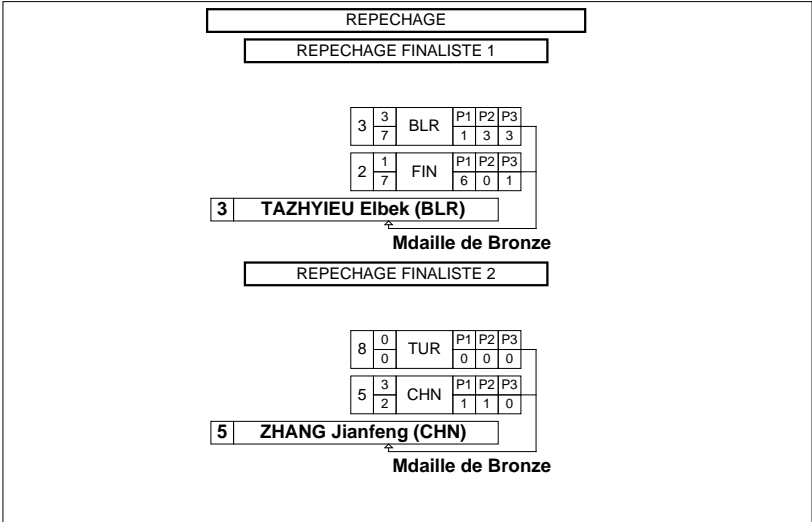 REPECHAGE
REPECHAGE FINALISTE 1
3 3 BLR P1 P2 P3
7 1 3 3
2 1 FIN P1 P2 P3
7 6 0 1
3 TAZHYIEU Elbek (BLR)
Mdaille de Bronze
REPECHAGE FINALISTE 2
8 0 TUR P1 P2 P3
0 0 0 0
5 3 CHN P1 P2 P3
2 1 1 0
5 ZHANG Jianfeng (CHN)
Mdaille de Bronze